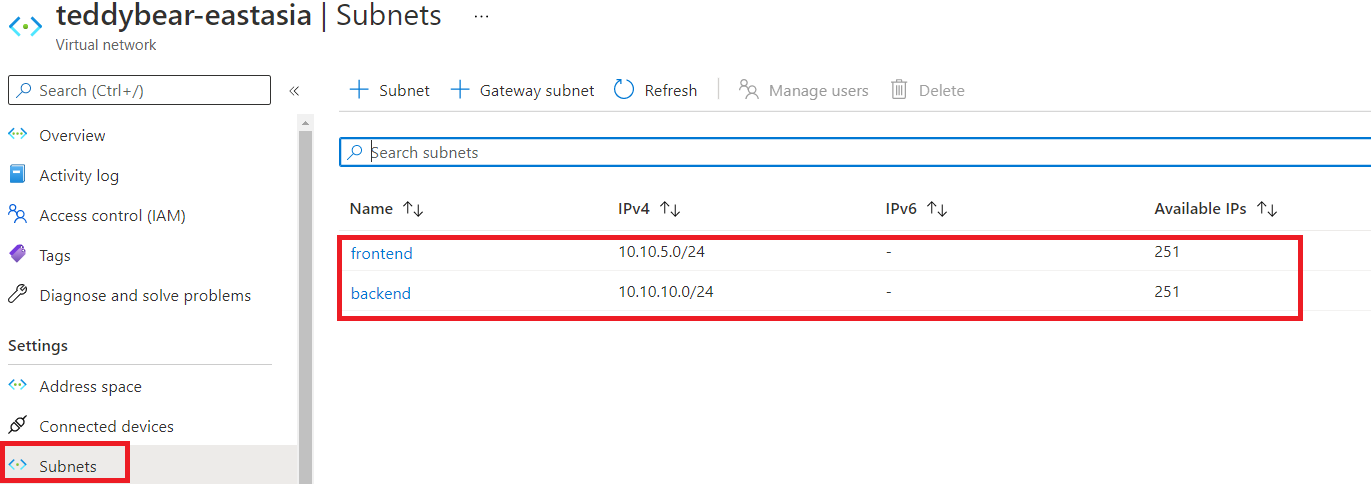 teddybear-eastasia | Subnets ...
Virtual network
Search (Ctrl+/) «
Subnet Gateway subnet Refresh Manage users Delete
Overview
Activity log
Access control (IAM)
Tags
Diagnose and solve problems
Settings
Address space
Connected devices
Subnets
Search subnets
Name ↑↓ IPv4 ↑↓ IPv6 ↑↓ Available IPs ↑↓
frontend 10.10.5.0/24 - 251
backend 10.10.10.0/24 - 251